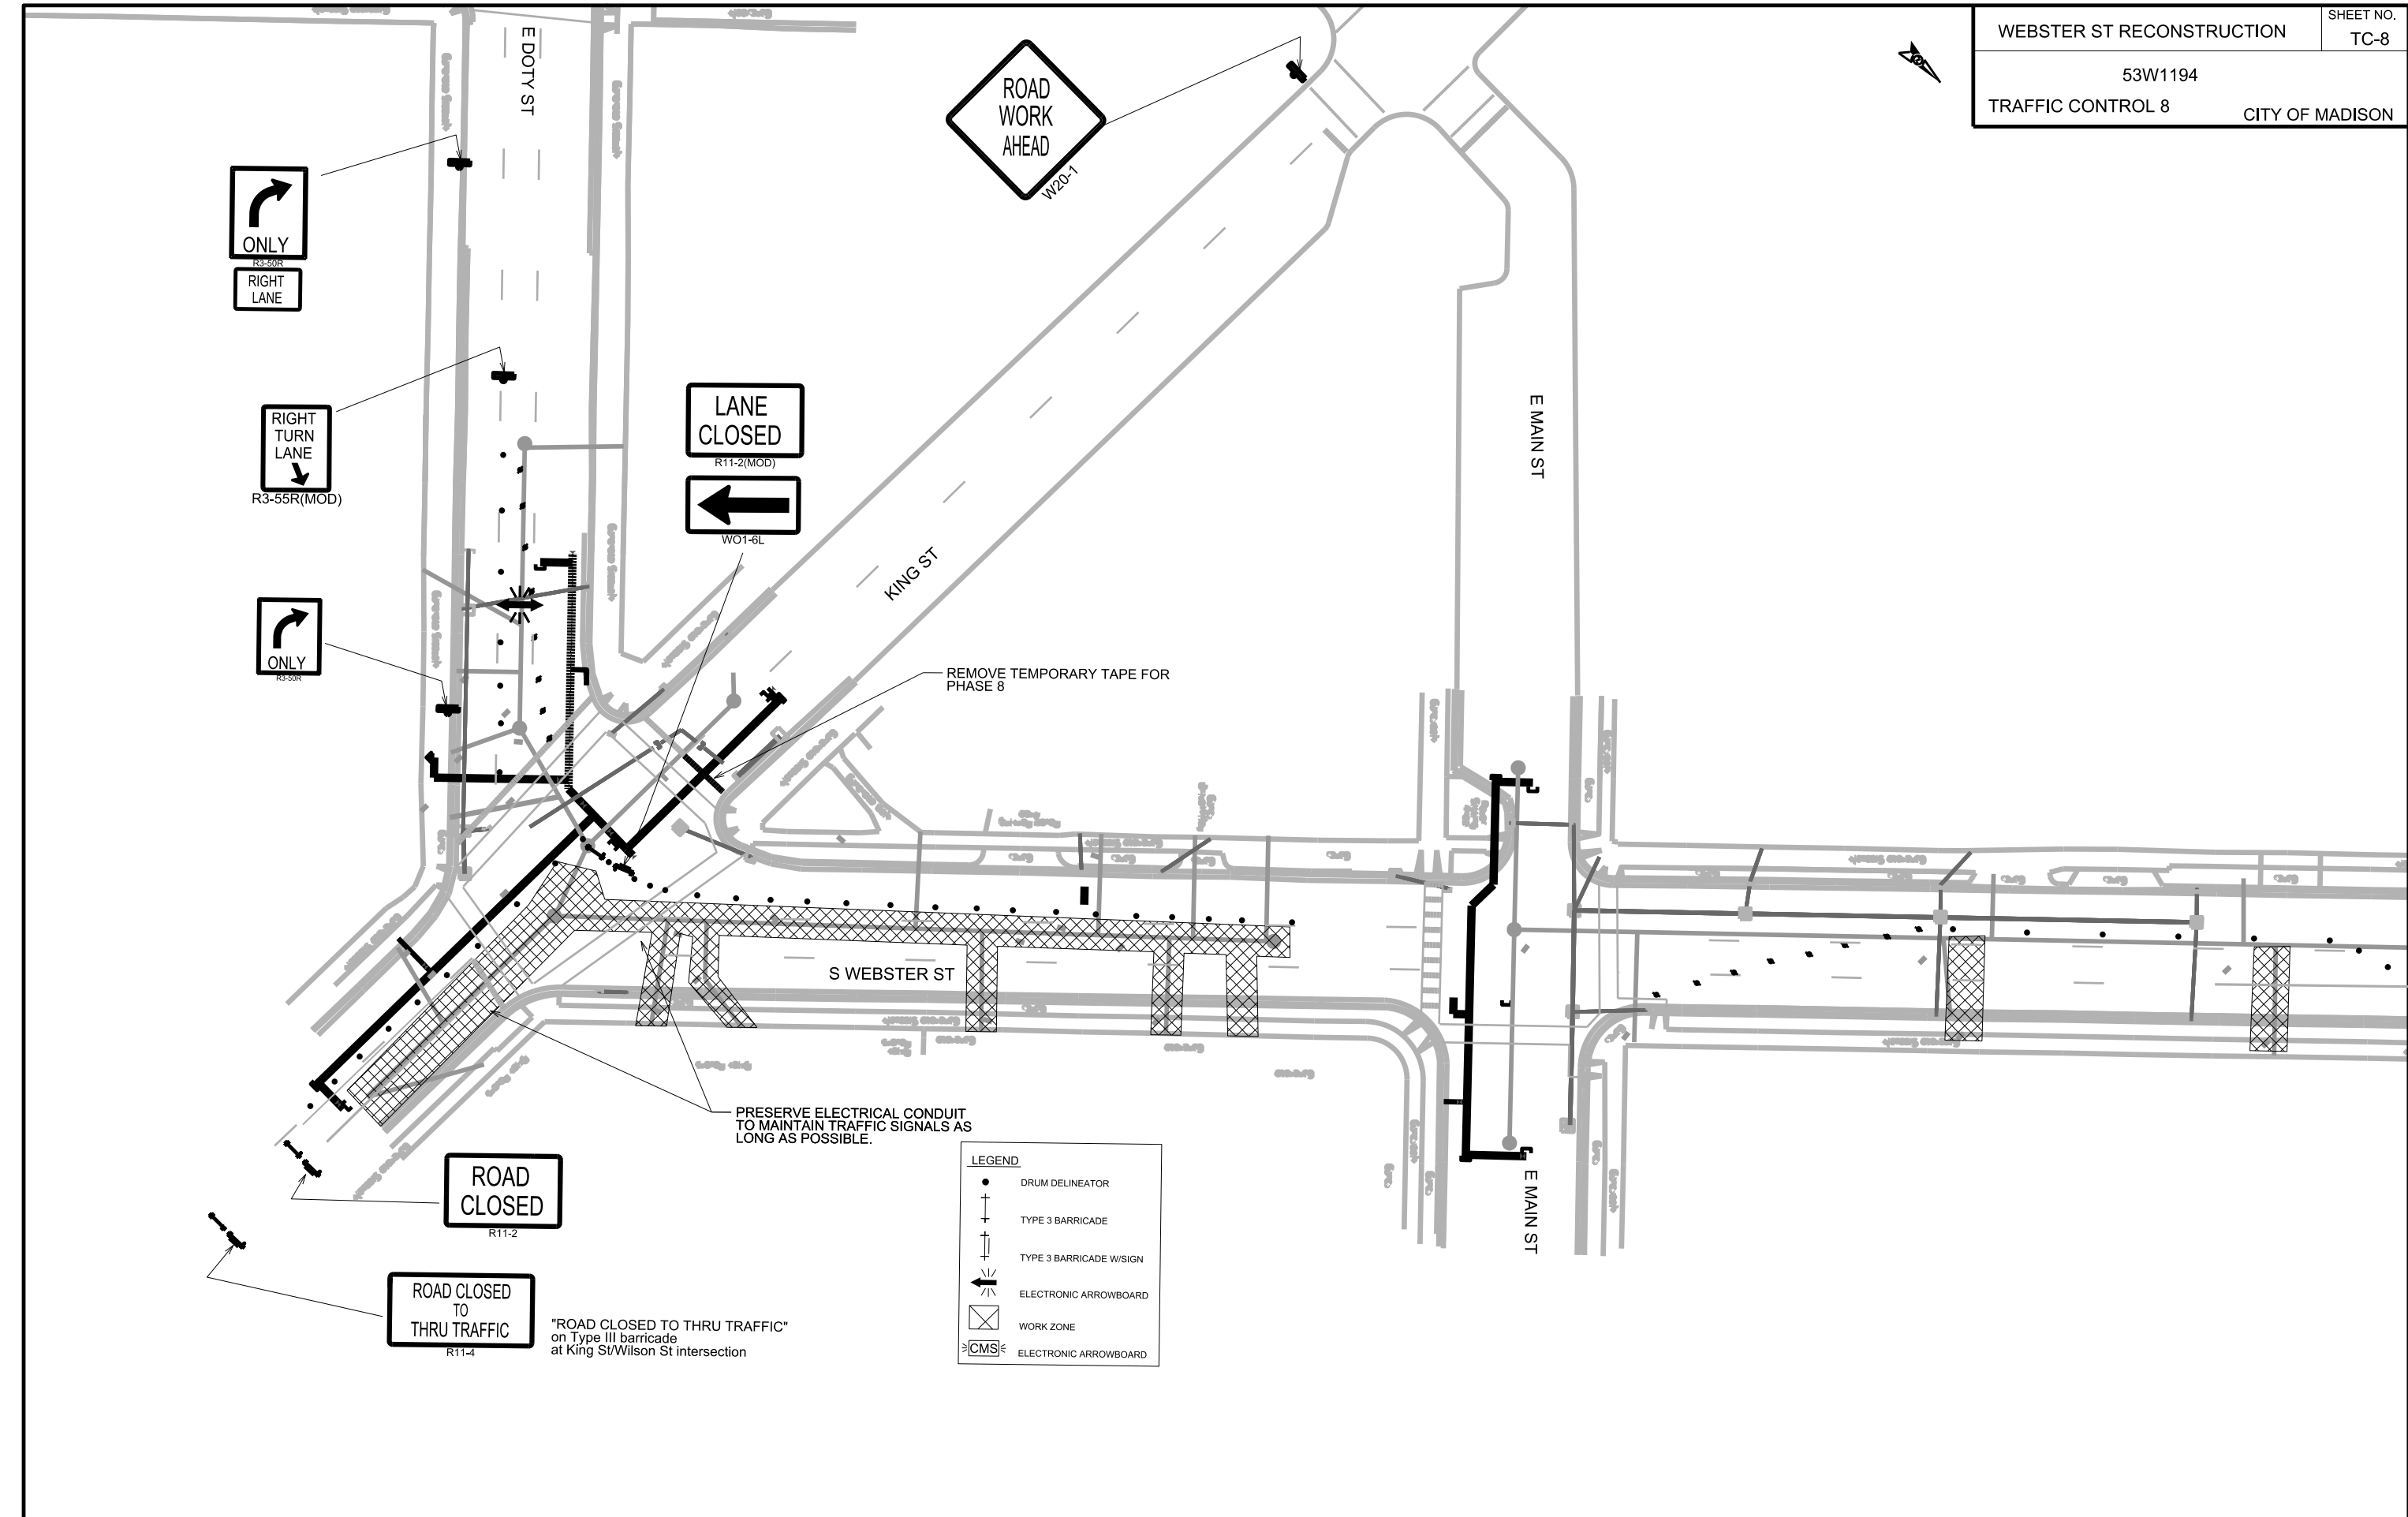 WEBSTER ST RECONSTRUCTION
SHEET NO.
TC-8
53W1194
TRAFFIC CONTROL 8
CITY OF MADISON
E DOTY ST
ROAD
WORK
AHEAD
W20-1
ONLY
R3-50R
RIGHT
LANE
RIGHT
TURN
LANE
R3-55R(MOD)
LANE
CLOSED
R11-2(MOD)
WO1-6L
ONLY
R3-50R
KING ST
E MAIN ST
REMOVE TEMPORARY TAPE FOR
PHASE 8
S WEBSTER ST
PRESERVE ELECTRICAL CONDUIT
TO MAINTAIN TRAFFIC SIGNALS AS
LONG AS POSSIBLE.
E MAIN ST
ROAD
CLOSED
R11-2
ROAD CLOSED
TO
THRU TRAFFIC
R11-4
"ROAD CLOSED TO THRU TRAFFIC"
on Type III barricade
at King St/Wilson St intersection
LEGEND
DRUM DELINEATOR
TYPE 3 BARRICADE
TYPE 3 BARRICADE W/SIGN
ELECTRONIC ARROWBOARD
WORK ZONE
CMS
ELECTRONIC ARROWBOARD